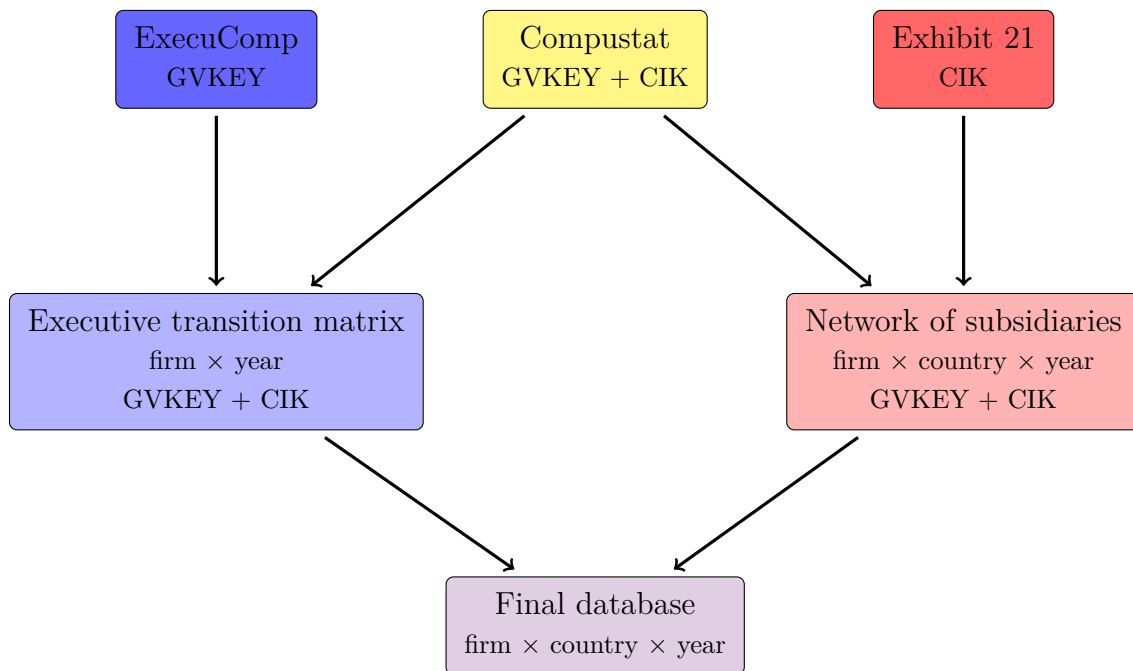 ExecuComp
GVKEY
Compustat
GVKEY + CIK
Exhibit 21
CIK
Executive transition matrix
firm × year
GVKEY + CIK
Network of subsidiaries
firm × country × year
GVKEY + CIK
Final database
firm × country × year